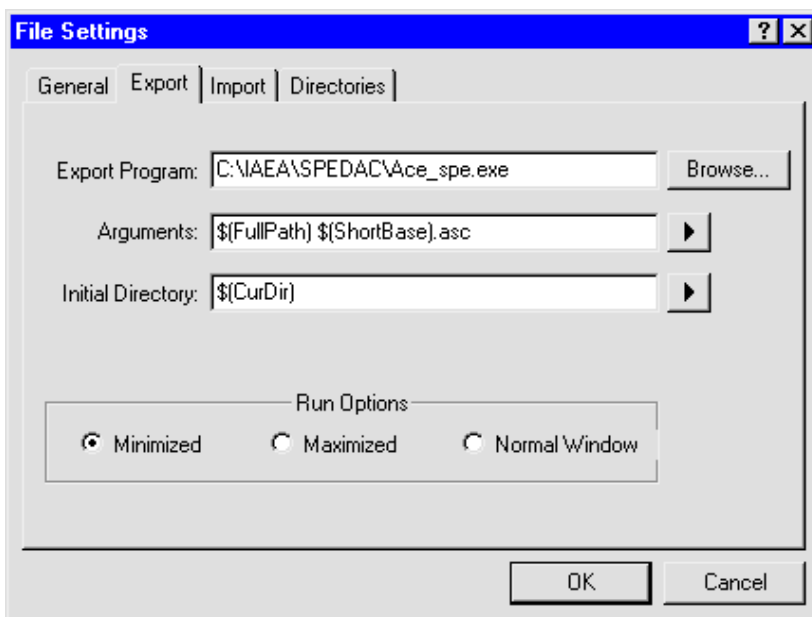 File Settings
General Export Import Directories
Export Program: C:\IAEA\SPEDAC\Ace_spe.exe Browse...
Arguments: $(FullPath) $(ShortBase).asc
Initial Directory: $(CurDir)
Run Options
Minimized Maximized Normal Window
OK Cancel